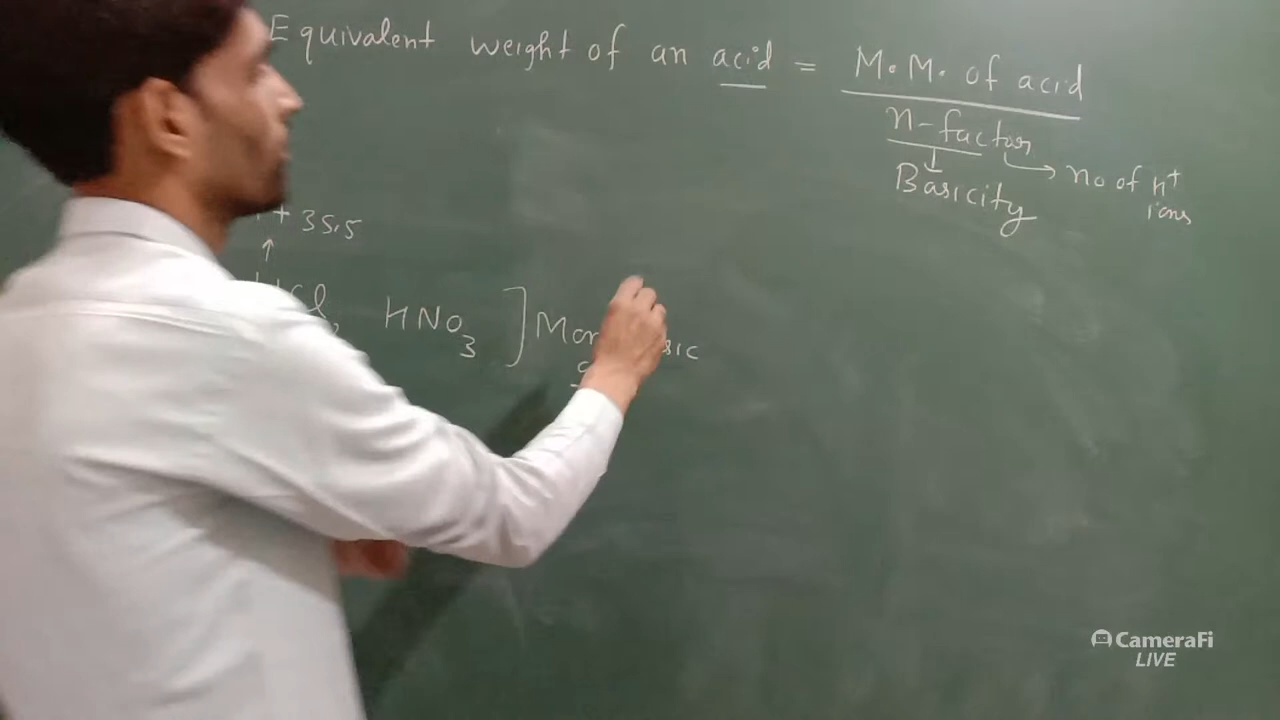 Equivalent weight of an acid = M.M. of acid
n-factor
Basicity
no of H+
ions
+ 35.5
HNO3
CameraFi
LIVE